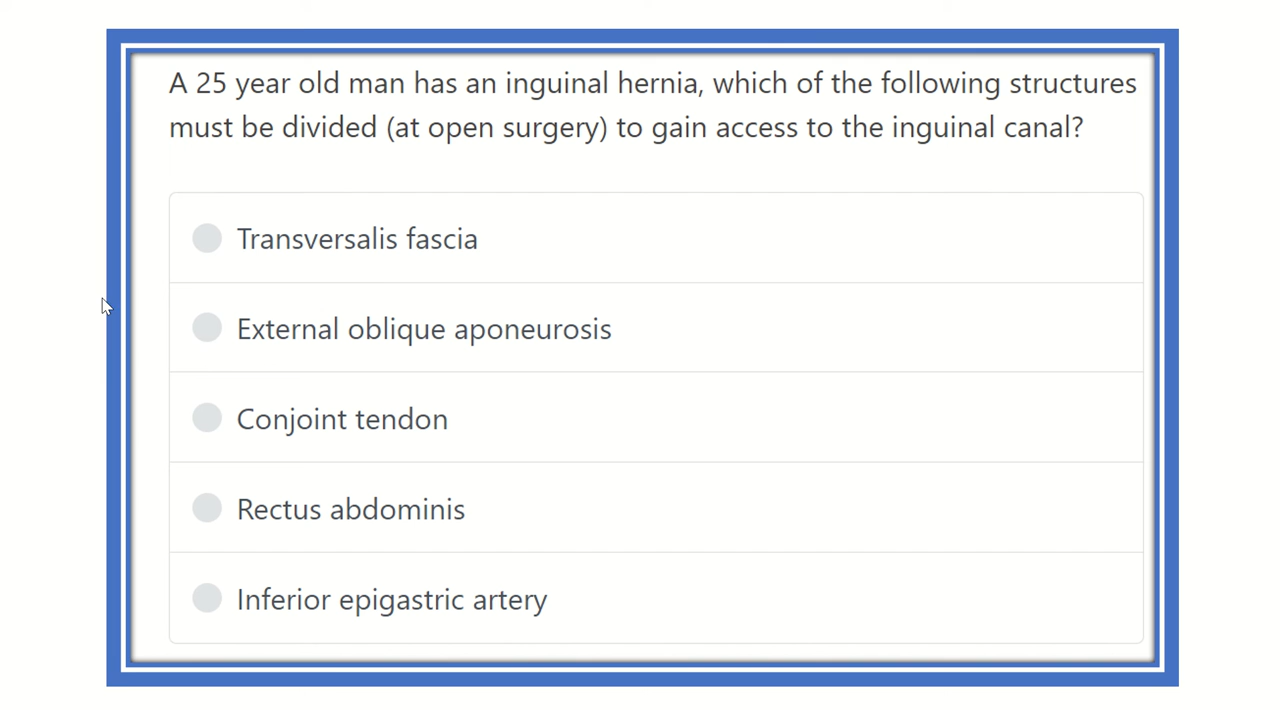 A 25 year old man has an inguinal hernia, which of the following structures
must be divided (at open surgery) to gain access to the inguinal canal?
Transversalis fascia
External oblique aponeurosis
Conjoint tendon
Rectus abdominis
Inferior epigastric artery